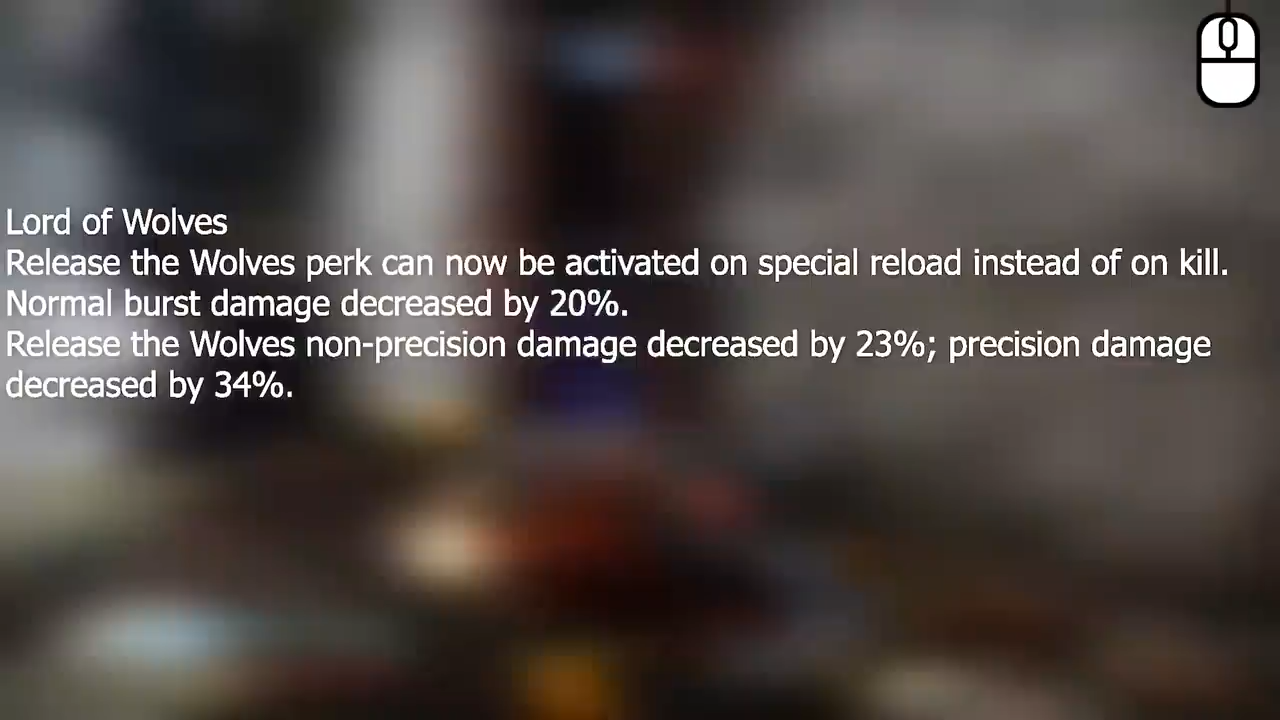 Lord of Wolves
Release the Wolves perk can now be activated on special reload instead of on kill.
Normal burst damage decreased by 20%.
Release the Wolves non-precision damage decreased by 23%; precision damage
decreased by 34%.